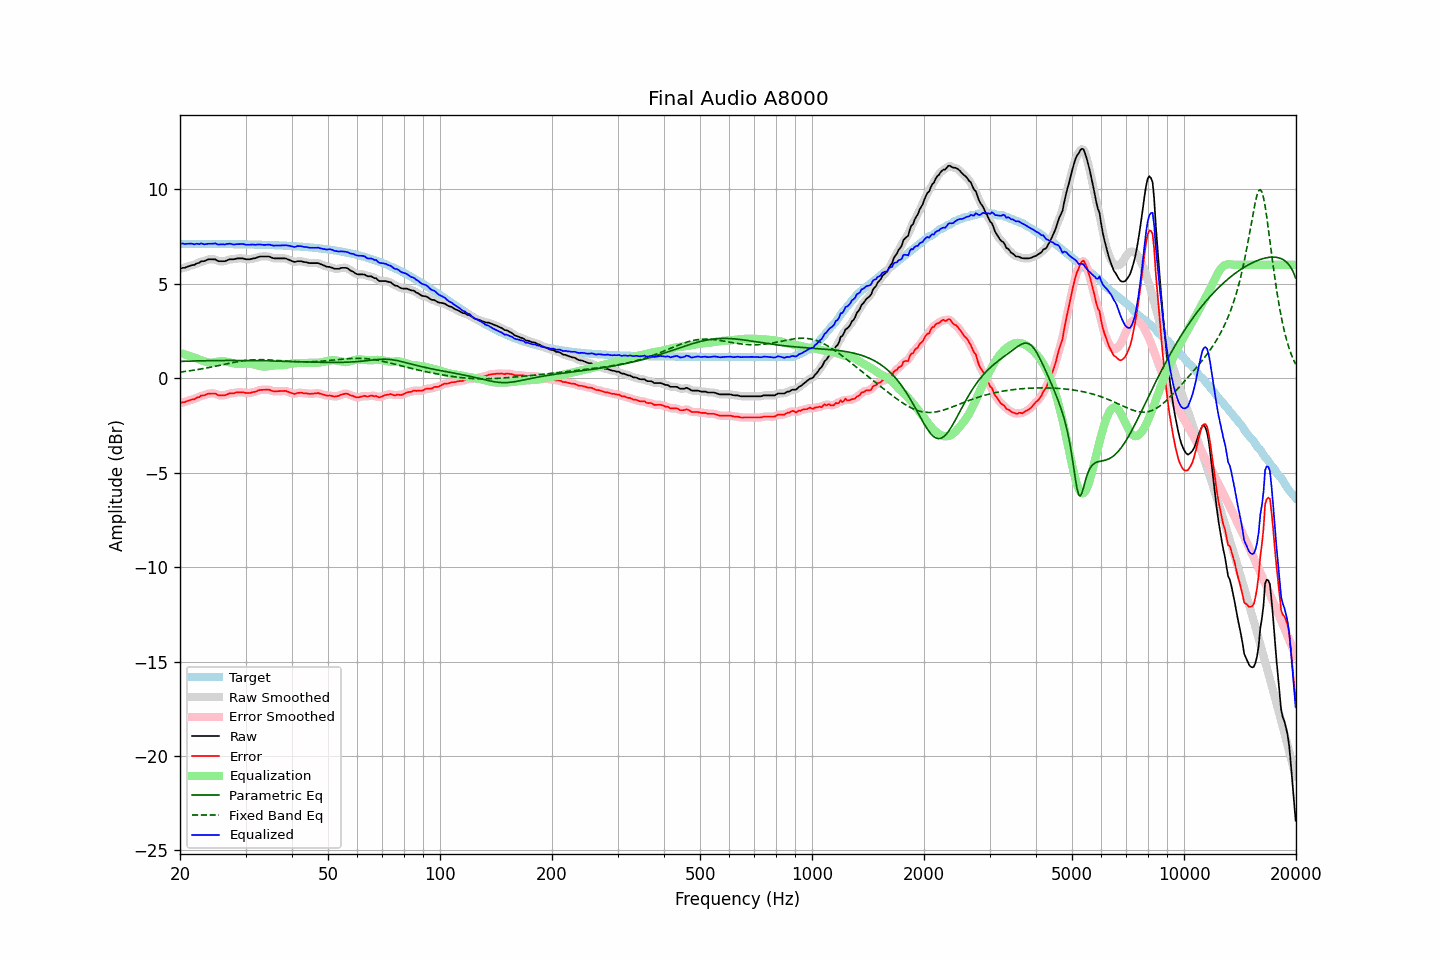 Final Audio A8000
Amplitude (dBr)
10
5
0
−5
−10
−15
−20
−25
Target
Raw Smoothed
Error Smoothed
Raw
Error
Equalization
Parametric Eq
Fixed Band Eq
Equalized
20 50 100 200 500 1000 2000 5000 10000 20000
Frequency (Hz)